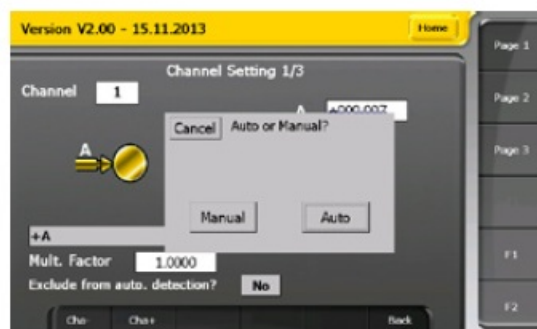 Version V2.00 - 15.11.2013
Home
Page 1
Channel Setting 1/3
Channel 1
Page 2
A +000.007
Cancel Auto or Manual?
A
Page 3
Manual Auto
+A
Mult. Factor 1.0000
F1
Exclude from auto. detection? No
F2
Cha- Cha+ Back